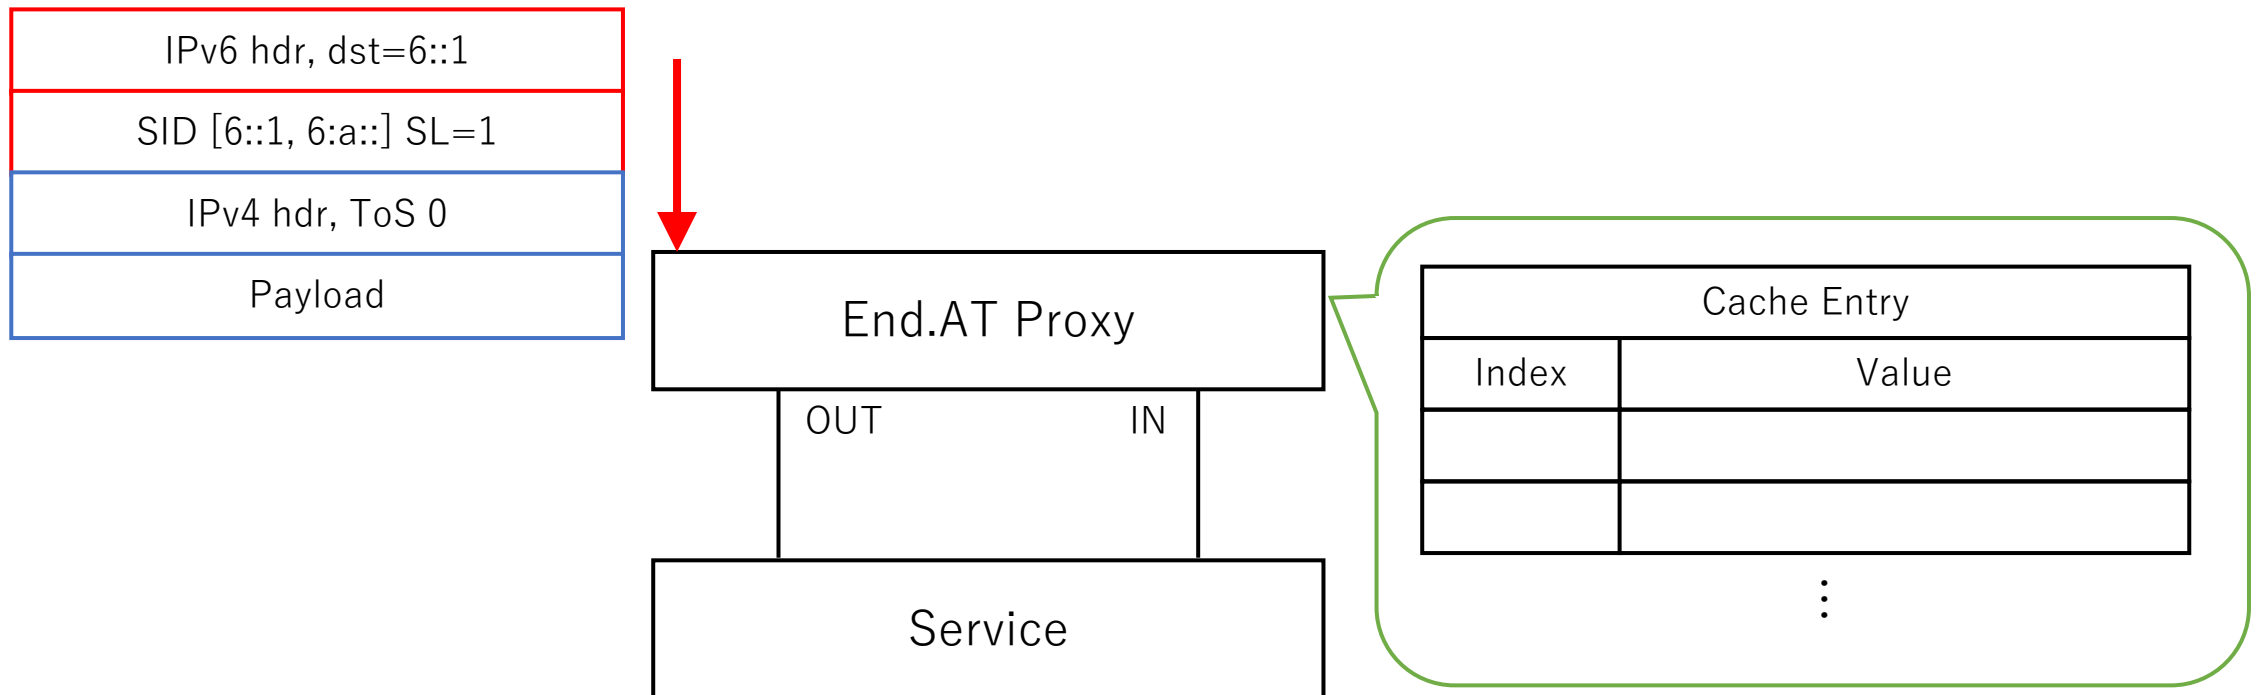 IPv6 hdr, dst=6::1
SID [6::1, 6:a::] SL=1
IPv4 hdr, ToS 0
Payload
End.AT Proxy
OUT
IN
Service
Cache Entry
Index
Value
⋮